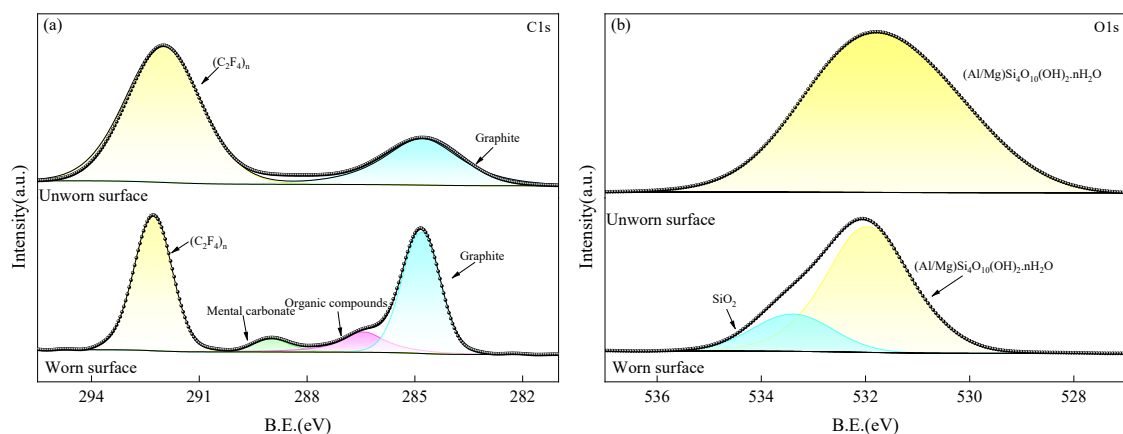 (a)
C1s
(C2F4)n
Graphite
Unworn surface
(C2F4)n
Graphite
Organic compounds
Mental carbonate
Worn surface
Intensity(a.u.)
294
291
288
285
282
B.E.(eV)
(b)
O1s
(Al/Mg)Si4O10(OH)2.nH2O
Unworn surface
(Al/Mg)Si4O10(OH)2.nH2O
SiO2
Worn surface
Intensity(a.u.)
536
534
532
530
528
B.E.(eV)